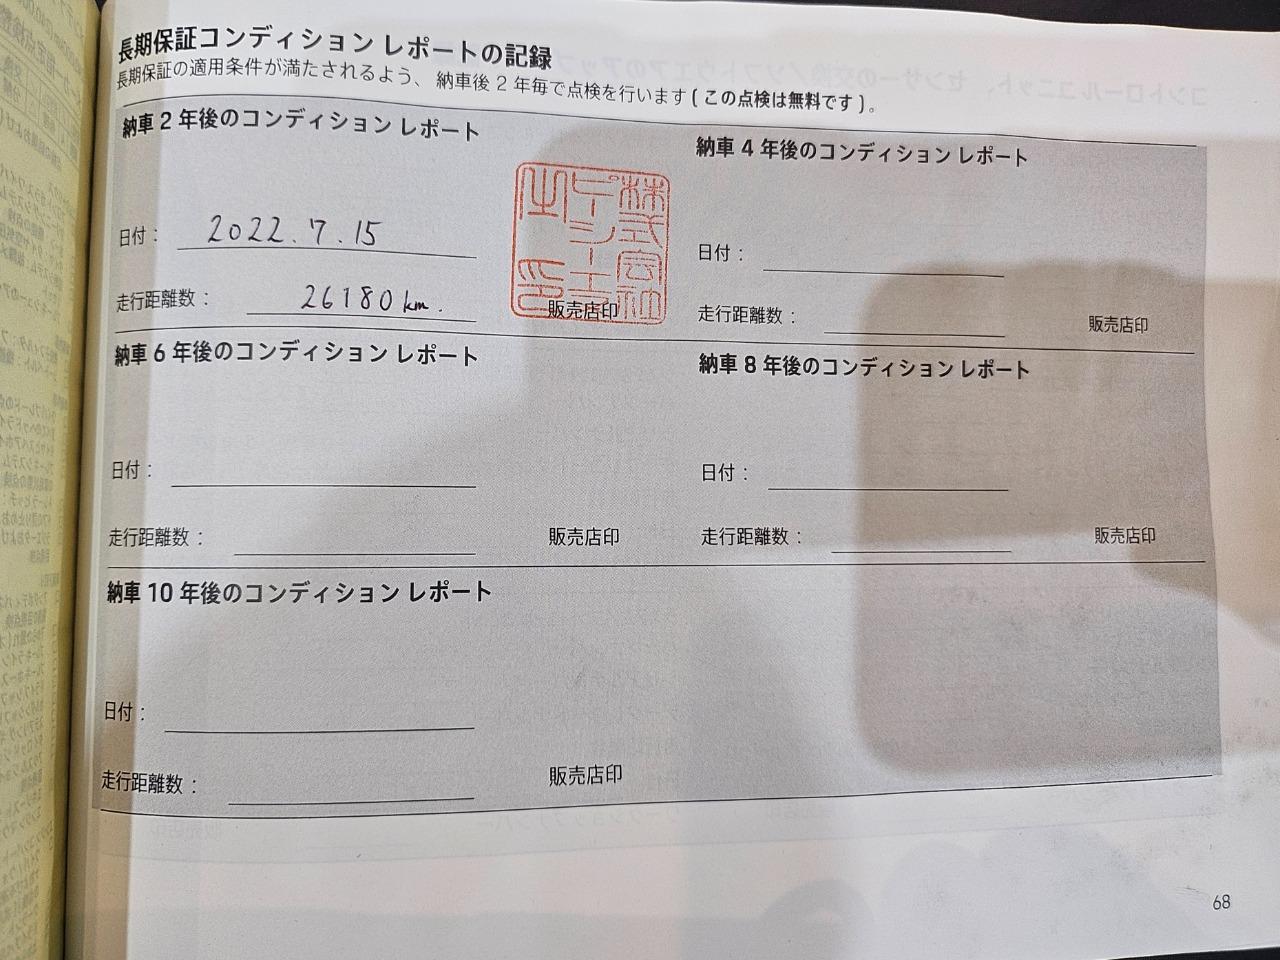 長期保証コンディション レポートの記録
長期保証の適用条件が満たされるよう、 納車後 2 年毎で点検を行います ( この点検は無料です ) 。
納車 2 年後のコンディション レポート
日付 : 2022.7.15
走行距離数 : 26180 km.
株式会社
販売店印
納車 4 年後のコンディション レポート
日付 :
走行距離数 :
販売店印
納車 6 年後のコンディション レポート
日付 :
走行距離数 :
販売店印
納車 8 年後のコンディション レポート
日付 :
走行距離数 :
販売店印
納車 10 年後のコンディション レポート
日付 :
走行距離数 :
販売店印
68